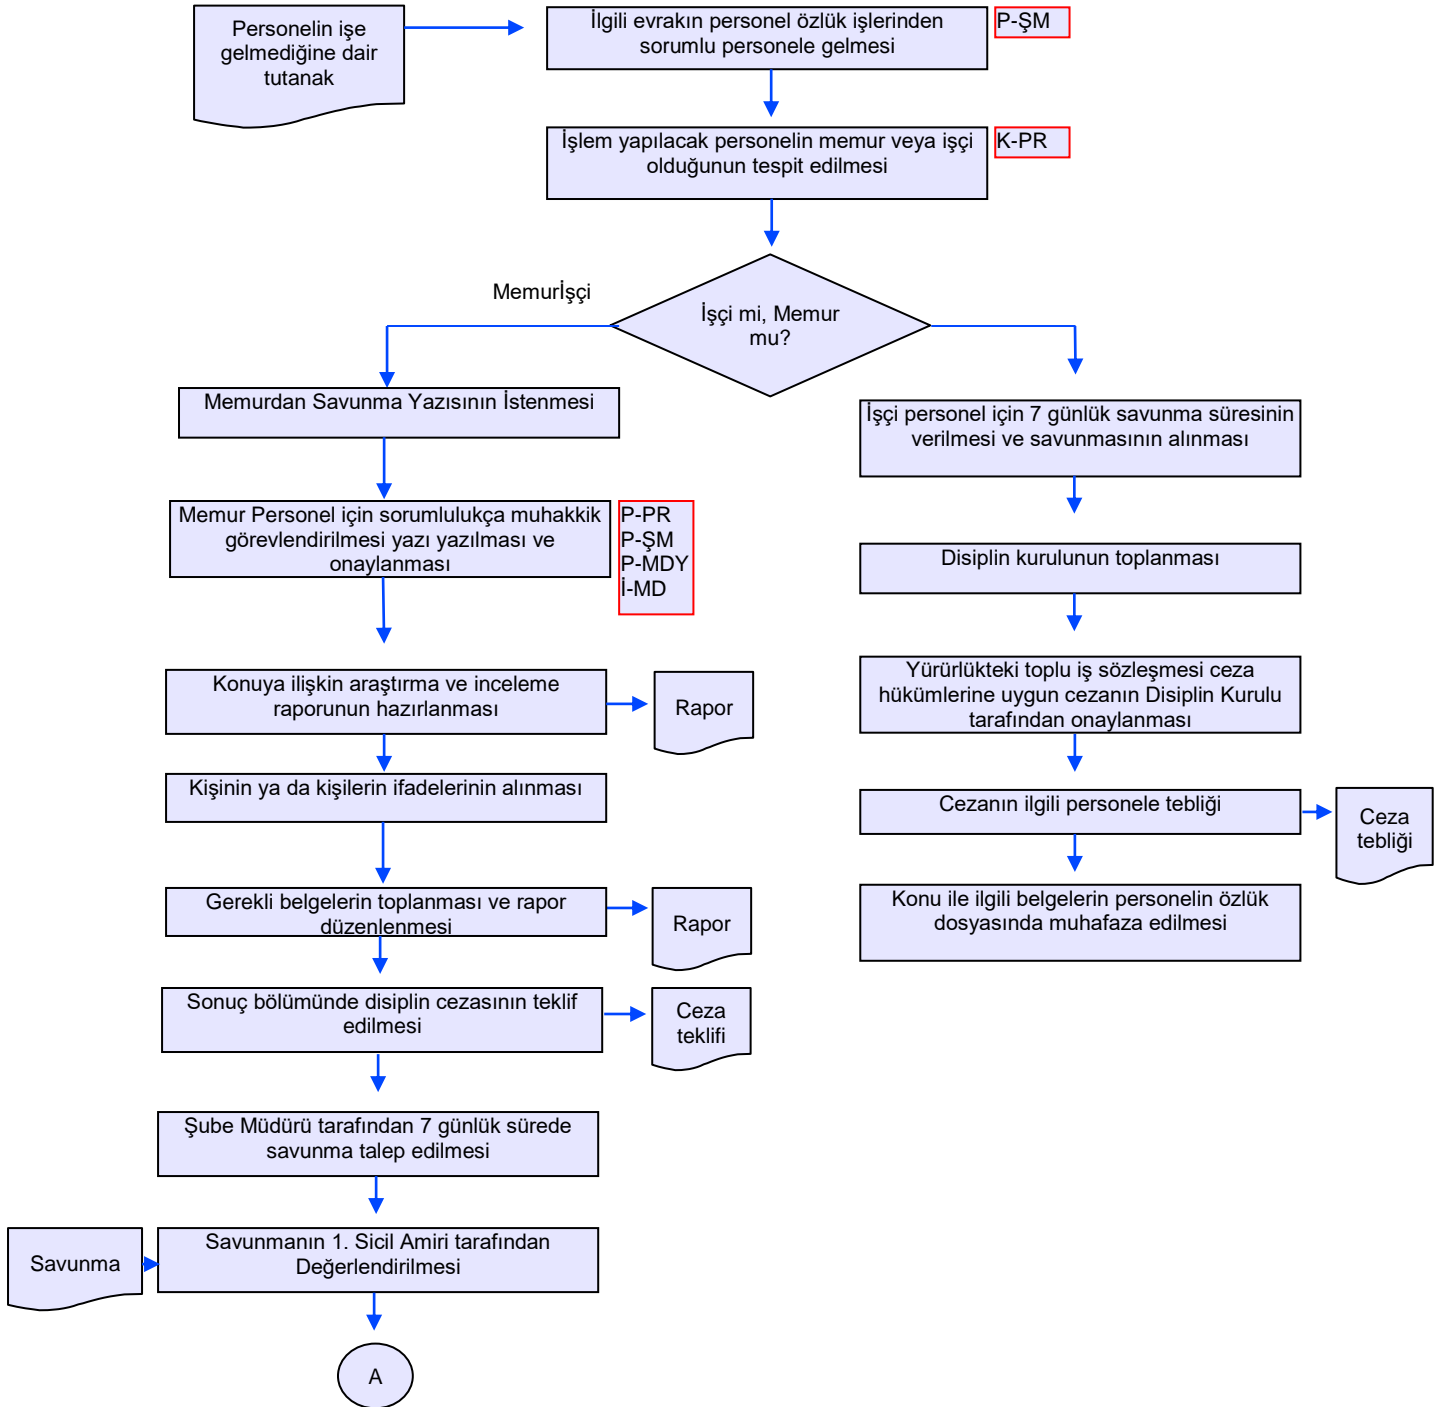 Personelin işe
gelmediğine dair
tutanak
İlgili evrakın personel özlük işlerinden
sorumlu personele gelmesi
P-ŞM
İşlem yapılacak personelin memur veya işçi
olduğunun tespit edilmesi
K-PR
Memurİşçi
İşçi mi, Memur
mu?
Memurdan Savunma Yazısının İstenmesi
Memur Personel için sorumlulukça muhakkik
görevlendirilmesi yazı yazılması ve
onaylanması
P-PR
P-ŞM
P-MDY
İ-MD
Konuya ilişkin araştırma ve inceleme
raporunun hazırlanması
Rapor
Kişinin ya da kişilerin ifadelerinin alınması
Gerekli belgelerin toplanması ve rapor
düzenlenmesi
Rapor
Sonuç bölümünde disiplin cezasının teklif
edilmesi
Ceza
teklifi
Şube Müdürü tarafından 7 günlük sürede
savunma talep edilmesi
Savunma
Savunmanın 1. Sicil Amiri tarafından
Değerlendirilmesi
A
İşçi personel için 7 günlük savunma süresinin
verilmesi ve savunmasının alınması
Disiplin kurulunun toplanması
Yürürlükteki toplu iş sözleşmesi ceza
hükümlerine uygun cezanın Disiplin Kurulu
tarafından onaylanması
Cezanın ilgili personele tebliği
Ceza
tebliği
Konu ile ilgili belgelerin personelin özlük
dosyasında muhafaza edilmesi